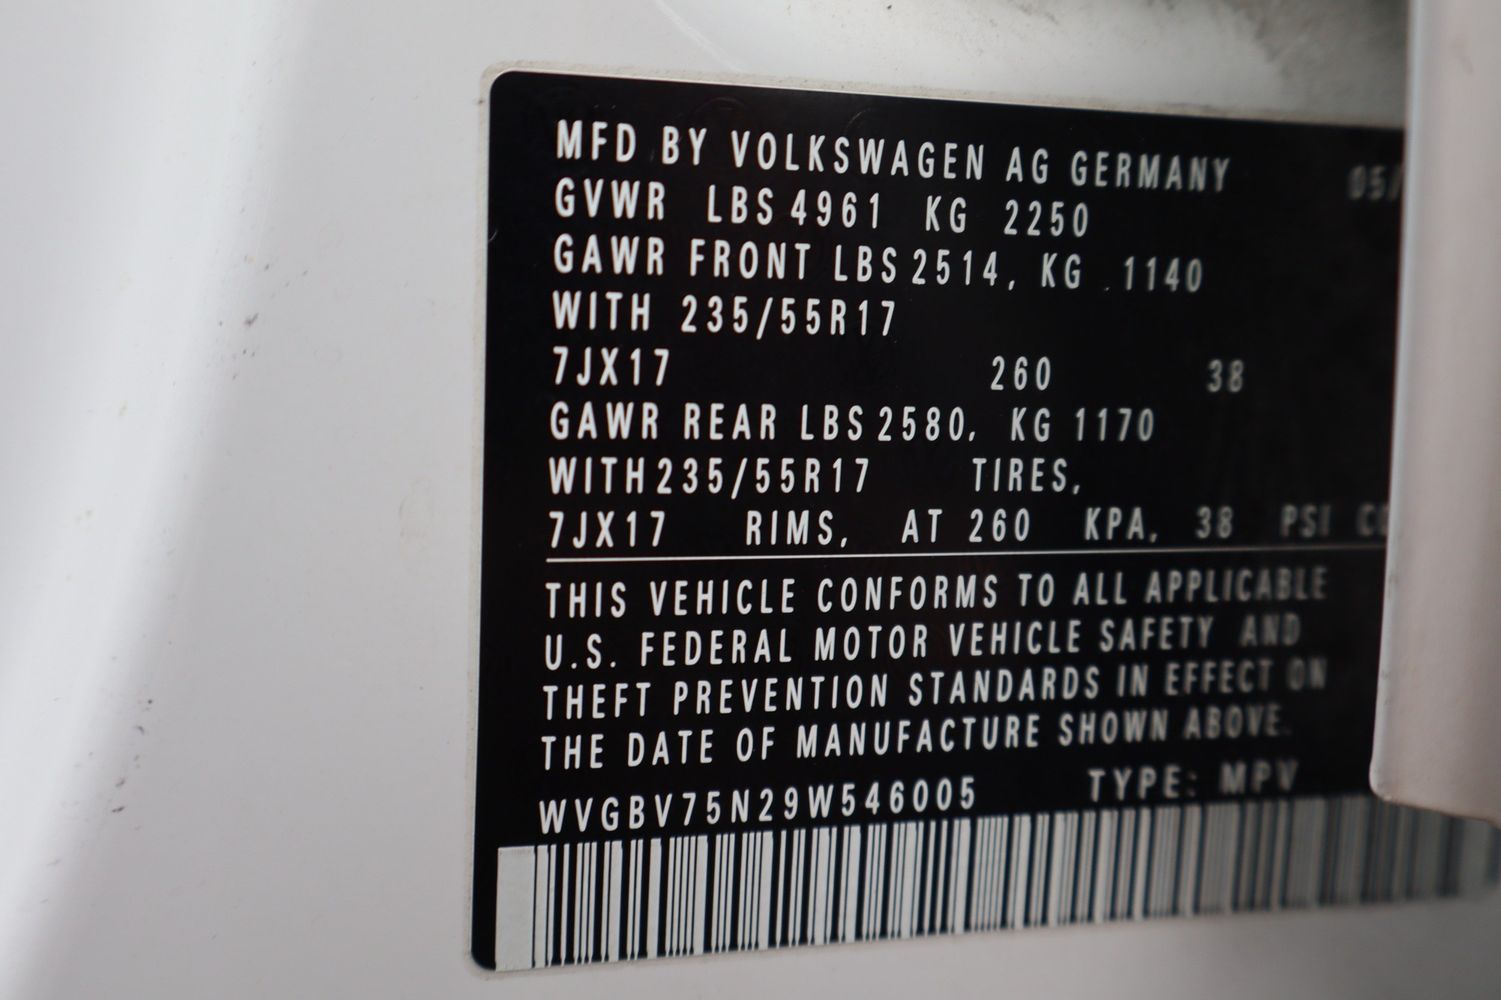 MFD BY VOLKSWAGEN AG GERMANY 05/
GVWR LBS 4961 KG 2250
GAWR FRONT LBS 2514, KG 1140
WITH 235/55R17
7JX17 260 38
GAWR REAR LBS 2580, KG 1170
WITH 235/55R17 TIRES,
7JX17 RIMS, AT 260 KPA, 38 PSI
THIS VEHICLE CONFORMS TO ALL APPLICABLE
U.S. FEDERAL MOTOR VEHICLE SAFETY AND
THEFT PREVENTION STANDARDS IN EFFECT ON
THE DATE OF MANUFACTURE SHOWN ABOVE.
WVGBV75N29W546005 TYPE: MPV